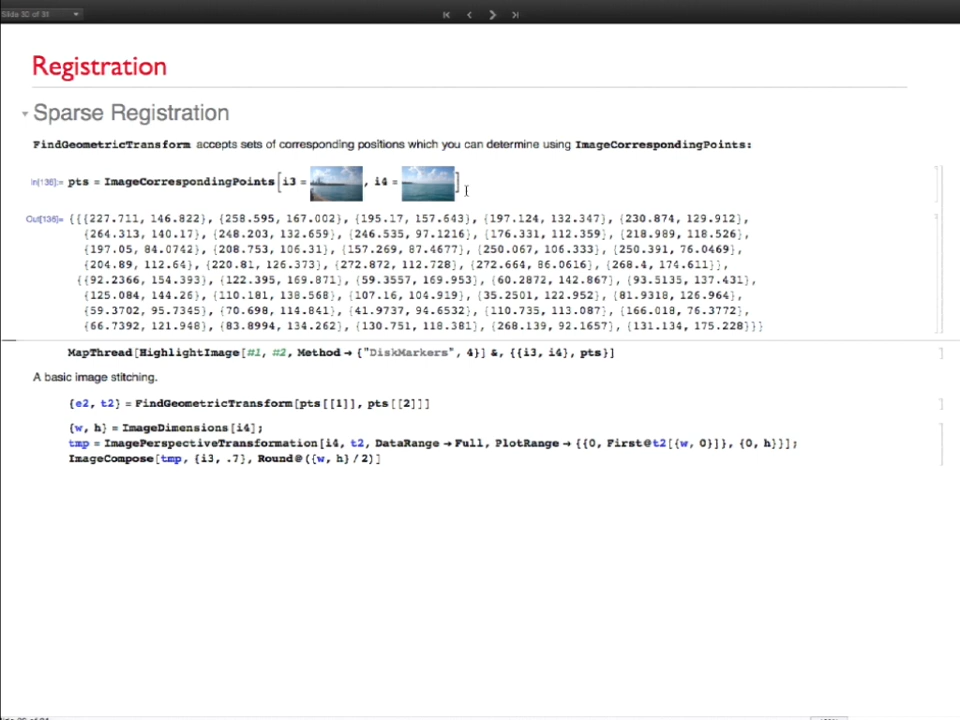 Slide 30 of 31
Registration
Sparse Registration
FindGeometricTransform accepts sets of corresponding positions which you can determine using ImageCorrespondingPoints:
In[136]:= pts = ImageCorrespondingPoints[i3 = , i4 = ]
Out[136]= {{{227.711, 146.822}, {258.595, 167.002}, {195.17, 157.643}, {197.124, 132.347}, {230.874, 129.912},
{264.313, 140.17}, {248.203, 132.659}, {246.535, 97.1216}, {176.331, 112.359}, {218.989, 118.526},
{197.05, 84.0742}, {208.753, 106.31}, {157.269, 87.4677}, {250.067, 106.333}, {250.391, 76.0469},
{204.89, 112.64}, {220.81, 126.373}, {272.872, 112.728}, {272.664, 86.0616}, {268.4, 174.611}},
{{92.2366, 154.393}, {122.395, 169.871}, {59.3557, 169.953}, {60.2872, 142.867}, {93.5135, 137.431},
{125.084, 144.26}, {110.181, 138.568}, {107.16, 104.919}, {35.2501, 122.952}, {81.9318, 126.964},
{59.3702, 95.7345}, {70.698, 114.841}, {41.9737, 94.6532}, {110.735, 113.087}, {166.018, 76.3772},
{66.7392, 121.948}, {83.8994, 134.262}, {130.751, 118.381}, {268.139, 92.1657}, {131.134, 175.228}}}
MapThread[HighlightImage[#1, #2, Method → {"DiskMarkers", 4}] &, {{i3, i4}, pts}]
A basic image stitching.
{e2, t2} = FindGeometricTransform[pts[[1]], pts[[2]]]
{w, h} = ImageDimensions[i4];
tmp = ImagePerspectiveTransformation[i4, t2, DataRange → Full, PlotRange → {{0, First@t2[{w, 0}]}, {0, h}}];
ImageCompose[tmp, {i3, .7}, Round@({w, h}/2)]